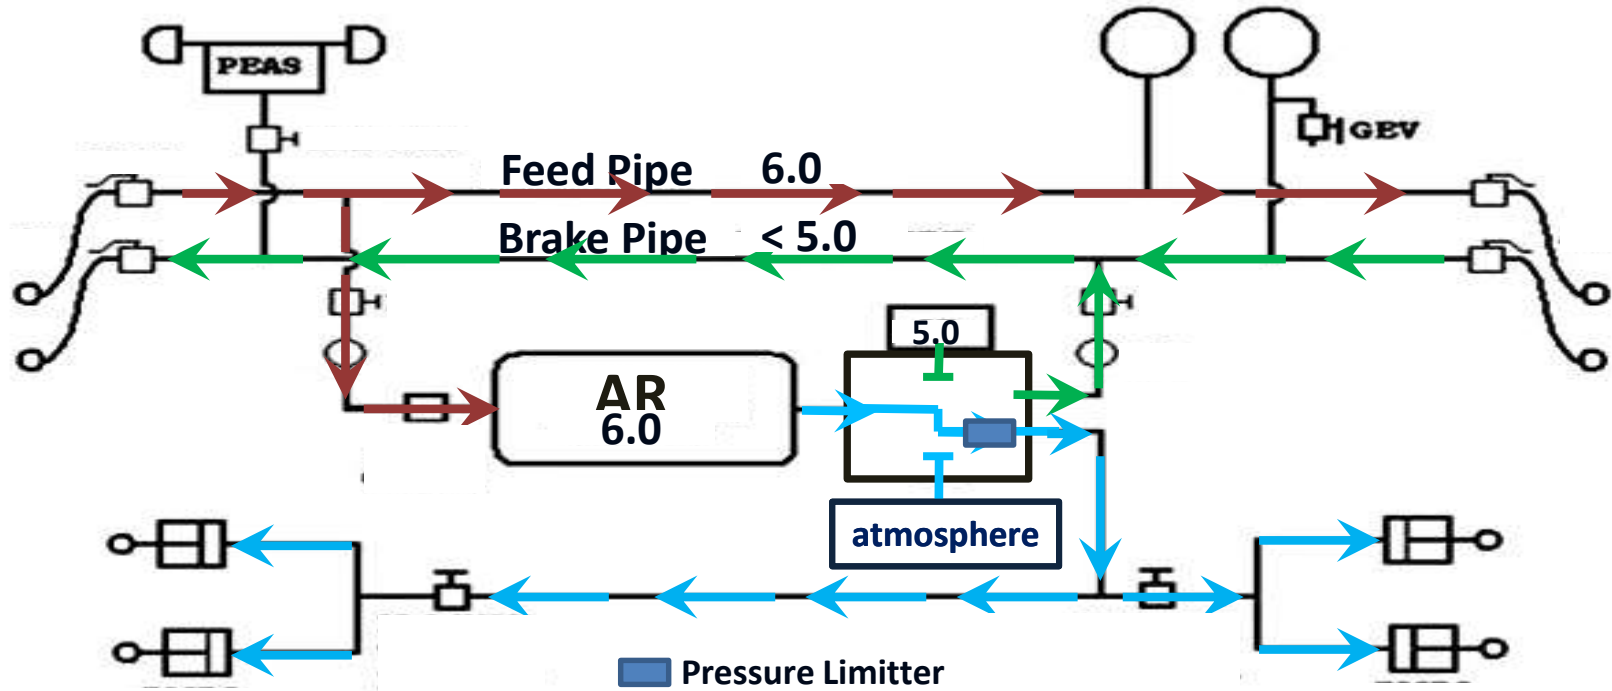 PEAS
GEV
Feed Pipe 6.0
Brake Pipe < 5.0
5.0
AR
6.0
atmosphere
Pressure Limitter